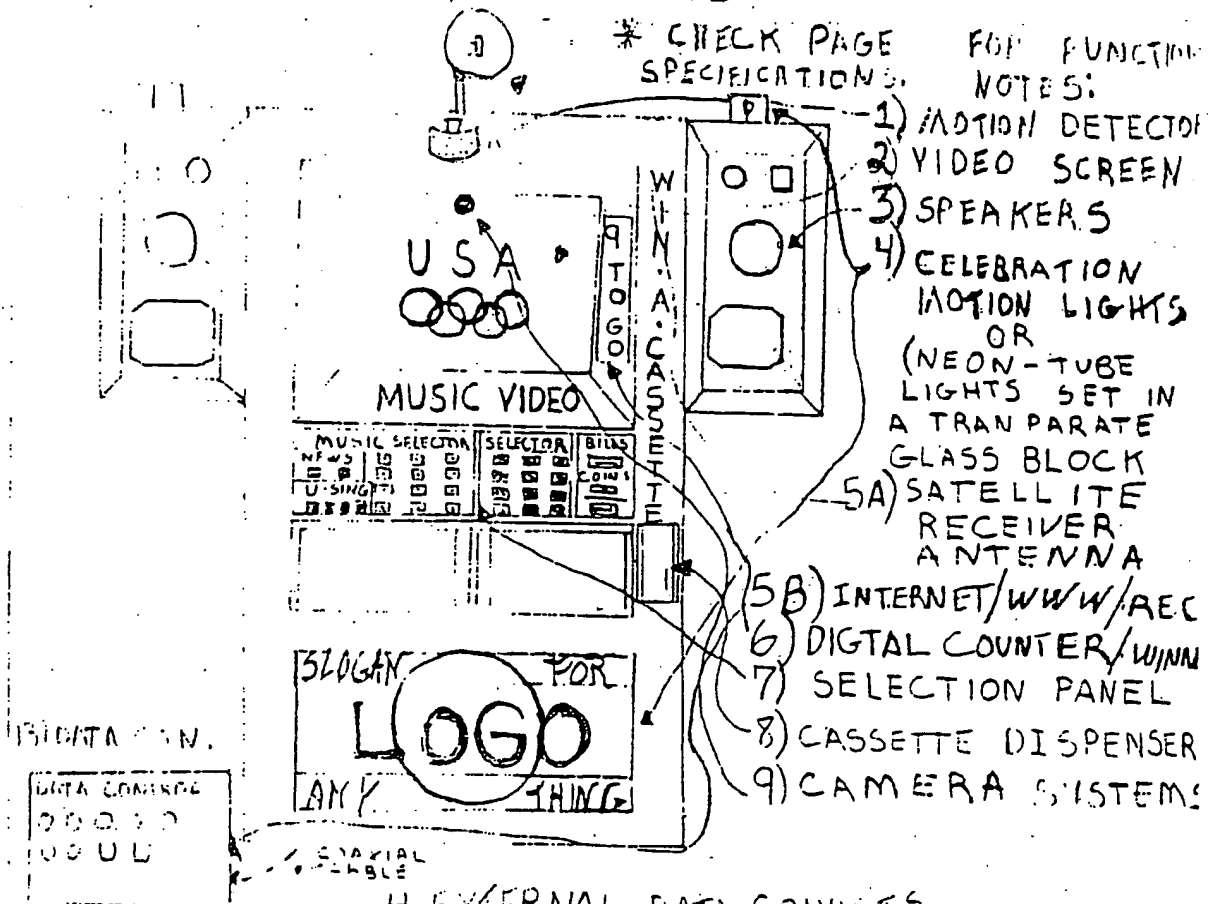 * CHECK PAGE FOR FUNCTION
SPECIFICATIONS. NOTES:
1) MOTION DETECTOR
2) VIDEO SCREEN
3) SPEAKERS
4) CELEBRATION
MOTION LIGHTS
OR
(NEON-TUBE
LIGHTS SET IN
A TRANPARATE
GLASS BLOCK
5A) SATELLITE
RECEIVER
ANTENNA
5B) INTERNET/WWW/REC
6) DIGTAL COUNTER/WINN
7) SELECTION PANEL
8) CASSETTE DISPENSER
9) CAMERA SYSTEMS
USA
9 TO GO
WIN·A·CASSETTE
MUSIC VIDEO
MUSIC SELECTOR
NEWS
U-SING
SELECTOR
BILLS
COINS
SLOGAN FOR
LOGO
ANY THING
DATA CONTROL
COAXIAL
CABLE
EXTERNAL DATA